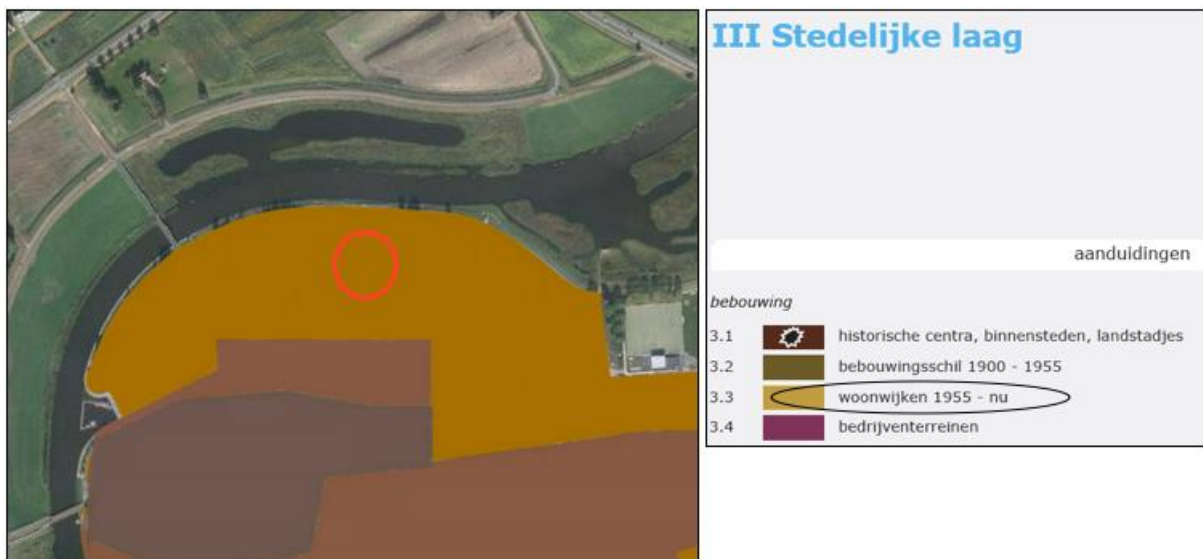 III Stedelijke laag
aanduidingen
bebouwing
3.1 historische centra, binnensteden, landstadjes
3.2 bebouwingsschil 1900 - 1955
3.3 woonwijken 1955 - nu
3.4 bedrijventerreinen